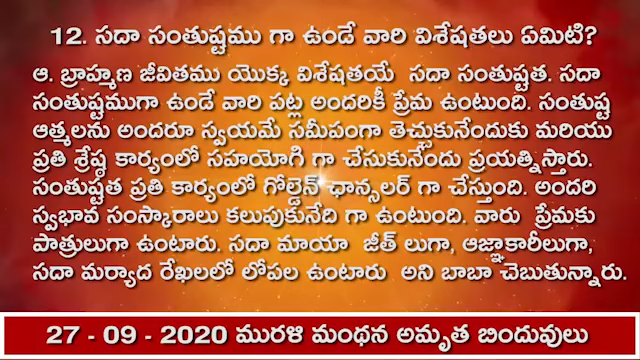 12. సదా సంతుష్టము గా ఉండే వారి విశేషతలు ఏమిటి?
ఆ. బ్రాహ్మణ జీవితము యొక్క విశేషతయే సదా సంతుష్టత. సదా
సంతుష్టముగా ఉండే వారి పట్ల అందరికీ ప్రేమ ఉంటుంది. సంతుష్ట
ఆత్మలను అందరూ స్వయమే సమీపంగా తెచ్చుకునేందుకు మరియు
ప్రతి శ్రేష్ఠ కార్యంలో సహయోగి గా చేసుకునేందు ప్రయత్నిస్తారు.
సంతుష్టత ప్రతి కార్యంలో గోల్డెన్ ఛాన్సలర్ గా చేస్తుంది. అందరి
స్వభావ సంస్కారాలు కలుపుకునేది గా ఉంటుంది. వారు ప్రేమకు
పాత్రులుగా ఉంటారు. సదా మాయా జీత్ లుగా, ఆజ్ఞాకారీలుగా,
సదా మర్యాద రేఖలలో లోపల ఉంటారు అని బాబా చెబుతున్నారు.
27 - 09 - 2020 మురళి మంథన అమృత బిందువులు